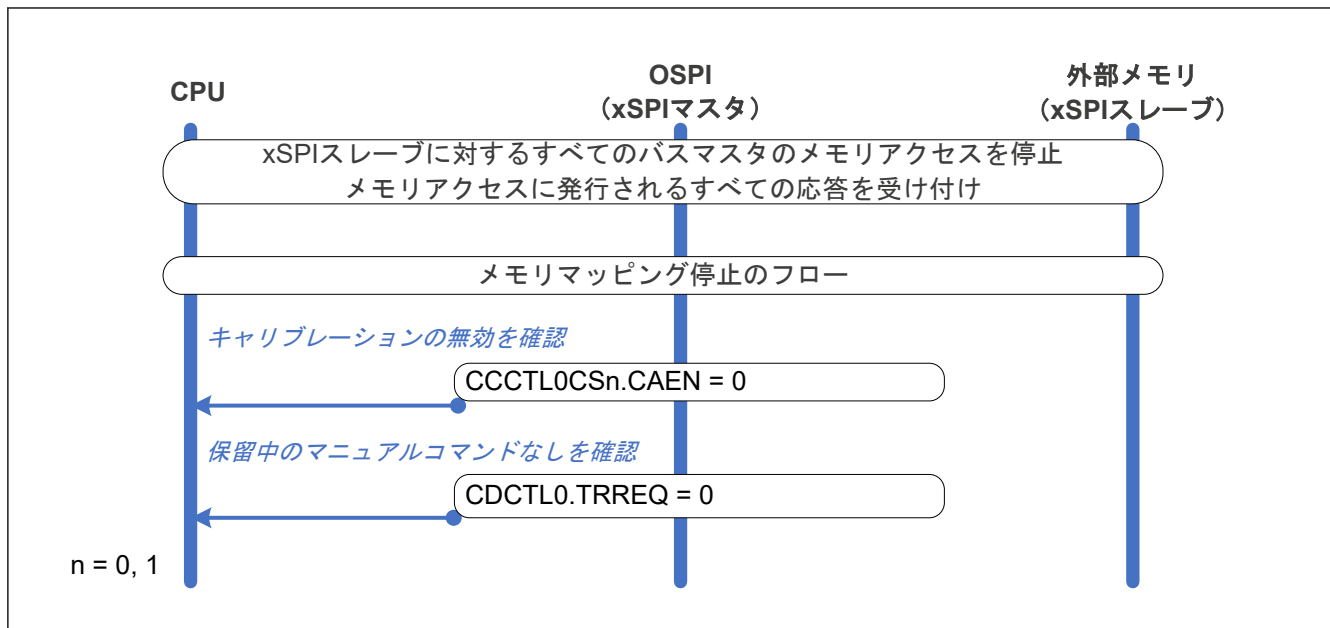 CPU
OSPI
(xSPIマスタ)
外部メモリ
(xSPIスレーブ)
xSPIスレーブに対するすべてのバスマスタのメモリアクセスを停止
メモリアクセスに発行されるすべての応答を受け付け
メモリマッピング停止のフロー
キャリブレーションの無効を確認
CCCTL0CSn.CAEN = 0
保留中のマニュアルコマンドなしを確認
CDCTL0.TRREQ = 0
n = 0, 1